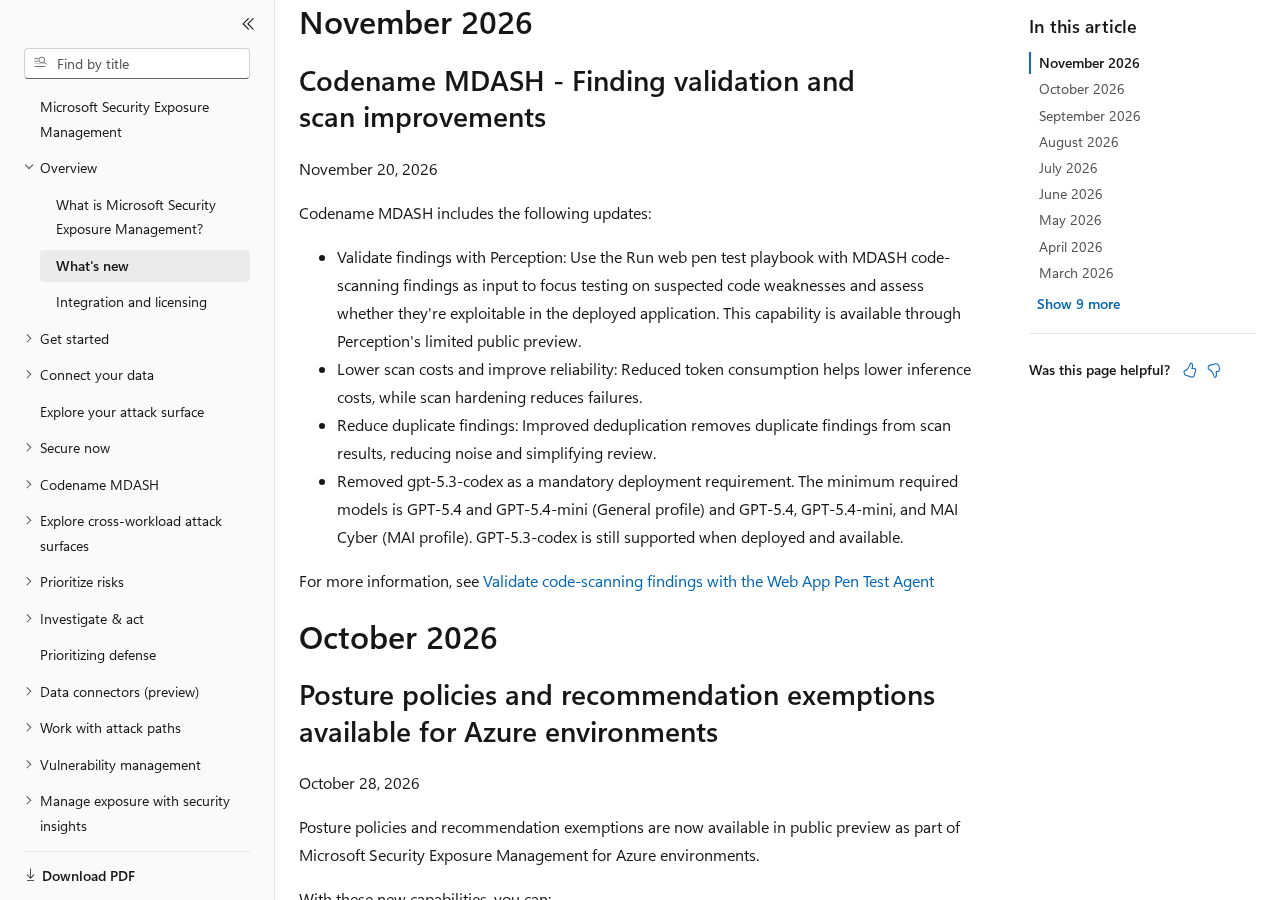 Find by title
Microsoft Security Exposure
Management
Overview
What is Microsoft Security
Exposure Management?
What's new
Integration and licensing
Get started
Connect your data
Explore your attack surface
Secure now
Codename MDASH
Explore cross-workload attack
surfaces
Prioritize risks
Investigate & act
Prioritizing defense
Data connectors (preview)
Work with attack paths
Vulnerability management
Manage exposure with security
insights
Download PDF
November 2026
Codename MDASH - Finding validation and
scan improvements
November 20, 2026
Codename MDASH includes the following updates:
Validate findings with Perception: Use the Run web pen test playbook with MDASH code-
scanning findings as input to focus testing on suspected code weaknesses and assess
whether they're exploitable in the deployed application. This capability is available through
Perception's limited public preview.
Lower scan costs and improve reliability: Reduced token consumption helps lower inference
costs, while scan hardening reduces failures.
Reduce duplicate findings: Improved deduplication removes duplicate findings from scan
results, reducing noise and simplifying review.
Removed gpt-5.3-codex as a mandatory deployment requirement. The minimum required
models is GPT-5.4 and GPT-5.4-mini (General profile) and GPT-5.4, GPT-5.4-mini, and MAI
Cyber (MAI profile). GPT-5.3-codex is still supported when deployed and available.
For more information, see Validate code-scanning findings with the Web App Pen Test Agent
October 2026
Posture policies and recommendation exemptions
available for Azure environments
October 28, 2026
Posture policies and recommendation exemptions are now available in public preview as part of
Microsoft Security Exposure Management for Azure environments.
With these new capabilities, you can:
In this article
November 2026
October 2026
September 2026
August 2026
July 2026
June 2026
May 2026
April 2026
March 2026
Show 9 more
Was this page helpful?